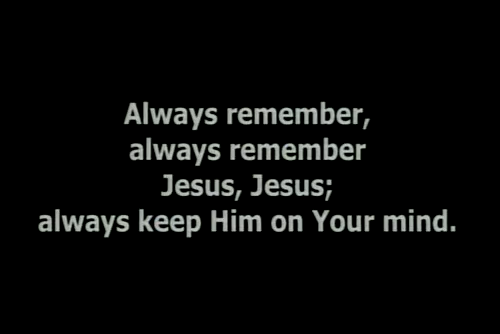 Always remember,
always remember
Jesus, Jesus;
always keep Him on Your mind.